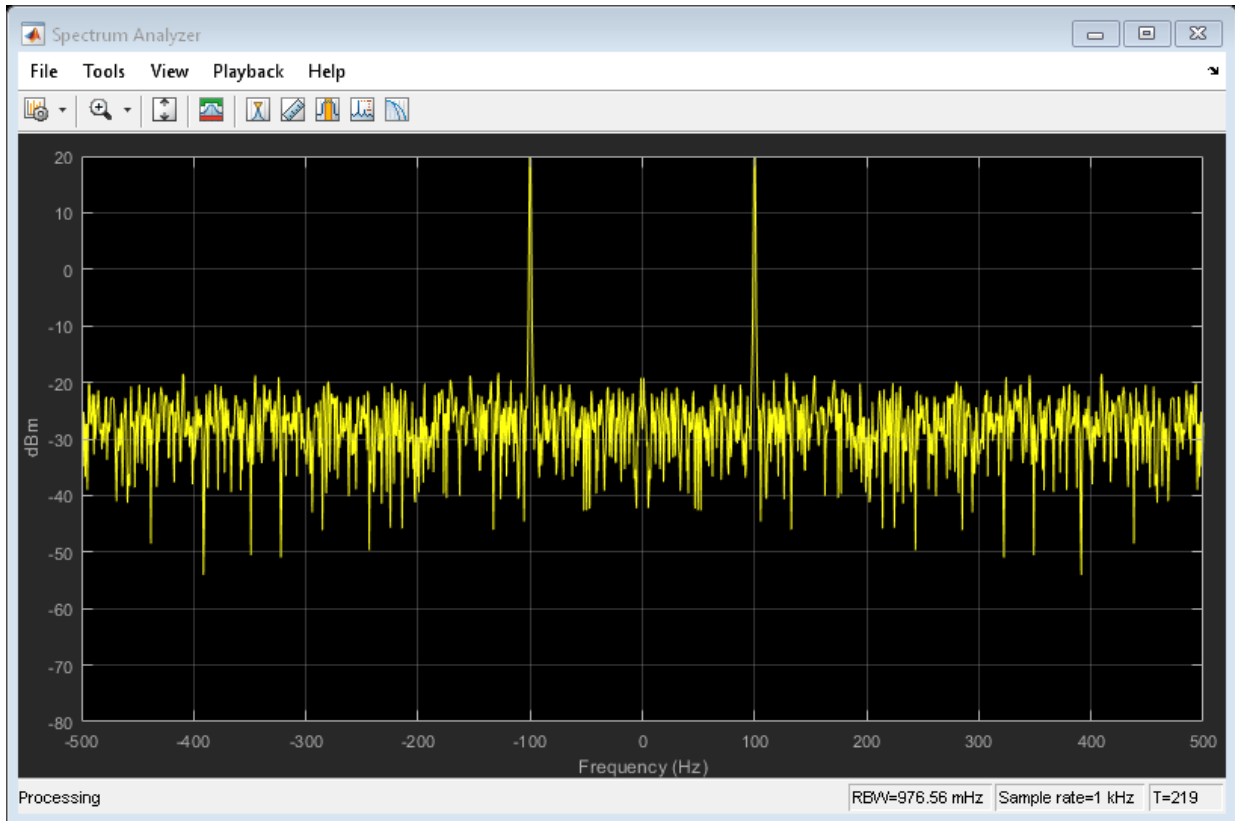 Spectrum Analyzer
File Tools View Playback Help
20
10
0
-10
-20
-30
-40
-50
-60
-70
-80
dBm
-500 -400 -300 -200 -100 0 100 200 300 400 500
Frequency (Hz)
Processing RBW=976.56 mHz Sample rate=1 kHz T=219